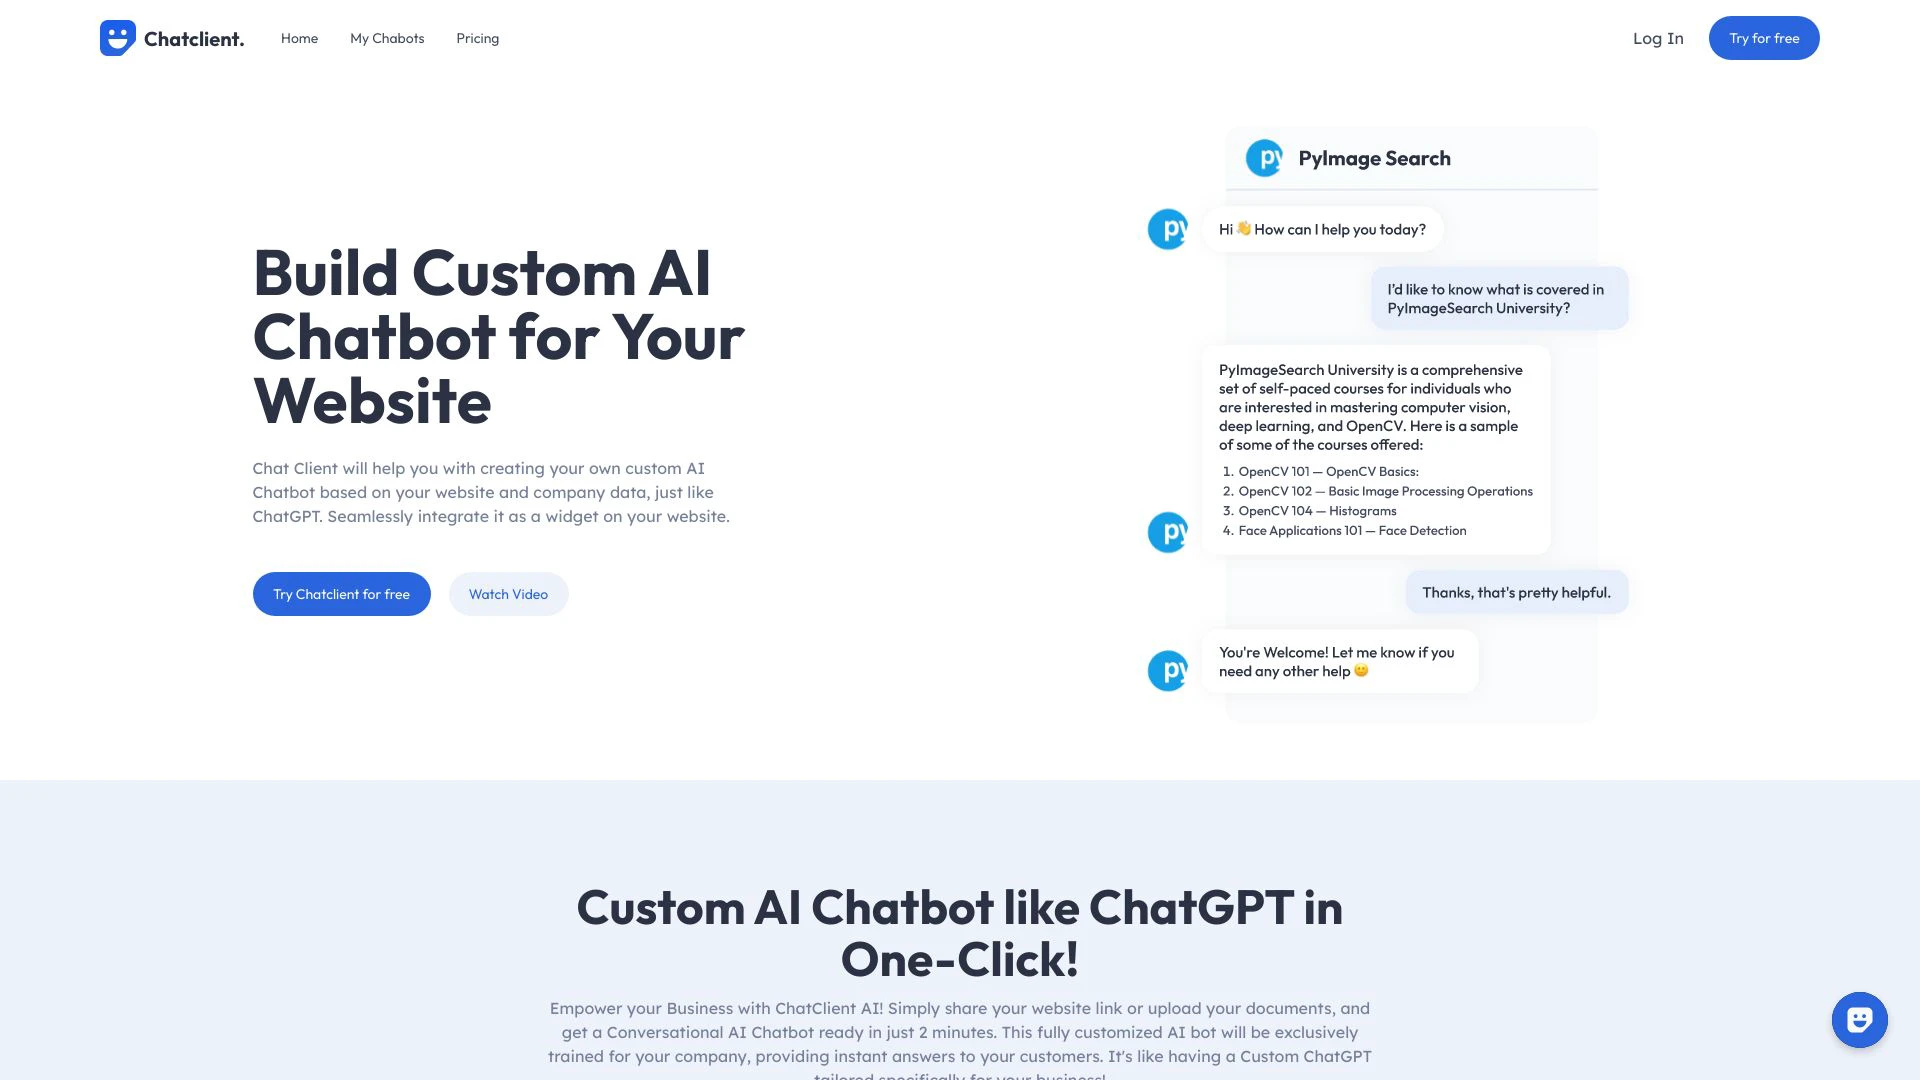 Chatclient.
Home
My Chabots
Pricing
Log In
Try for free
Build Custom AI
Chatbot for Your
Website
Chat Client will help you with creating your own custom AI
Chatbot based on your website and company data, just like
ChatGPT. Seamlessly integrate it as a widget on your website.
Try Chatclient for free
Watch Video
py
PyImage Search
py
Hi 👋 How can I help you today?
I'd like to know what is covered in
PyImageSearch University?
PyImageSearch University is a comprehensive
set of self-paced courses for individuals who
are interested in mastering computer vision,
deep learning, and OpenCV. Here is a sample
of some of the courses offered:
1. OpenCV 101 — OpenCV Basics:
2. OpenCV 102 — Basic Image Processing Operations
3. OpenCV 104 — Histograms
4. Face Applications 101 — Face Detection
py
Thanks, that's pretty helpful.
You're Welcome! Let me know if you
need any other help 🙂
py
Custom AI Chatbot like ChatGPT in
One-Click!
Empower your Business with ChatClient AI! Simply share your website link or upload your documents, and
get a Conversational AI Chatbot ready in just 2 minutes. This fully customized AI bot will be exclusively
trained for your company, providing instant answers to your customers. It's like having a Custom ChatGPT
tailored specifically for your business!